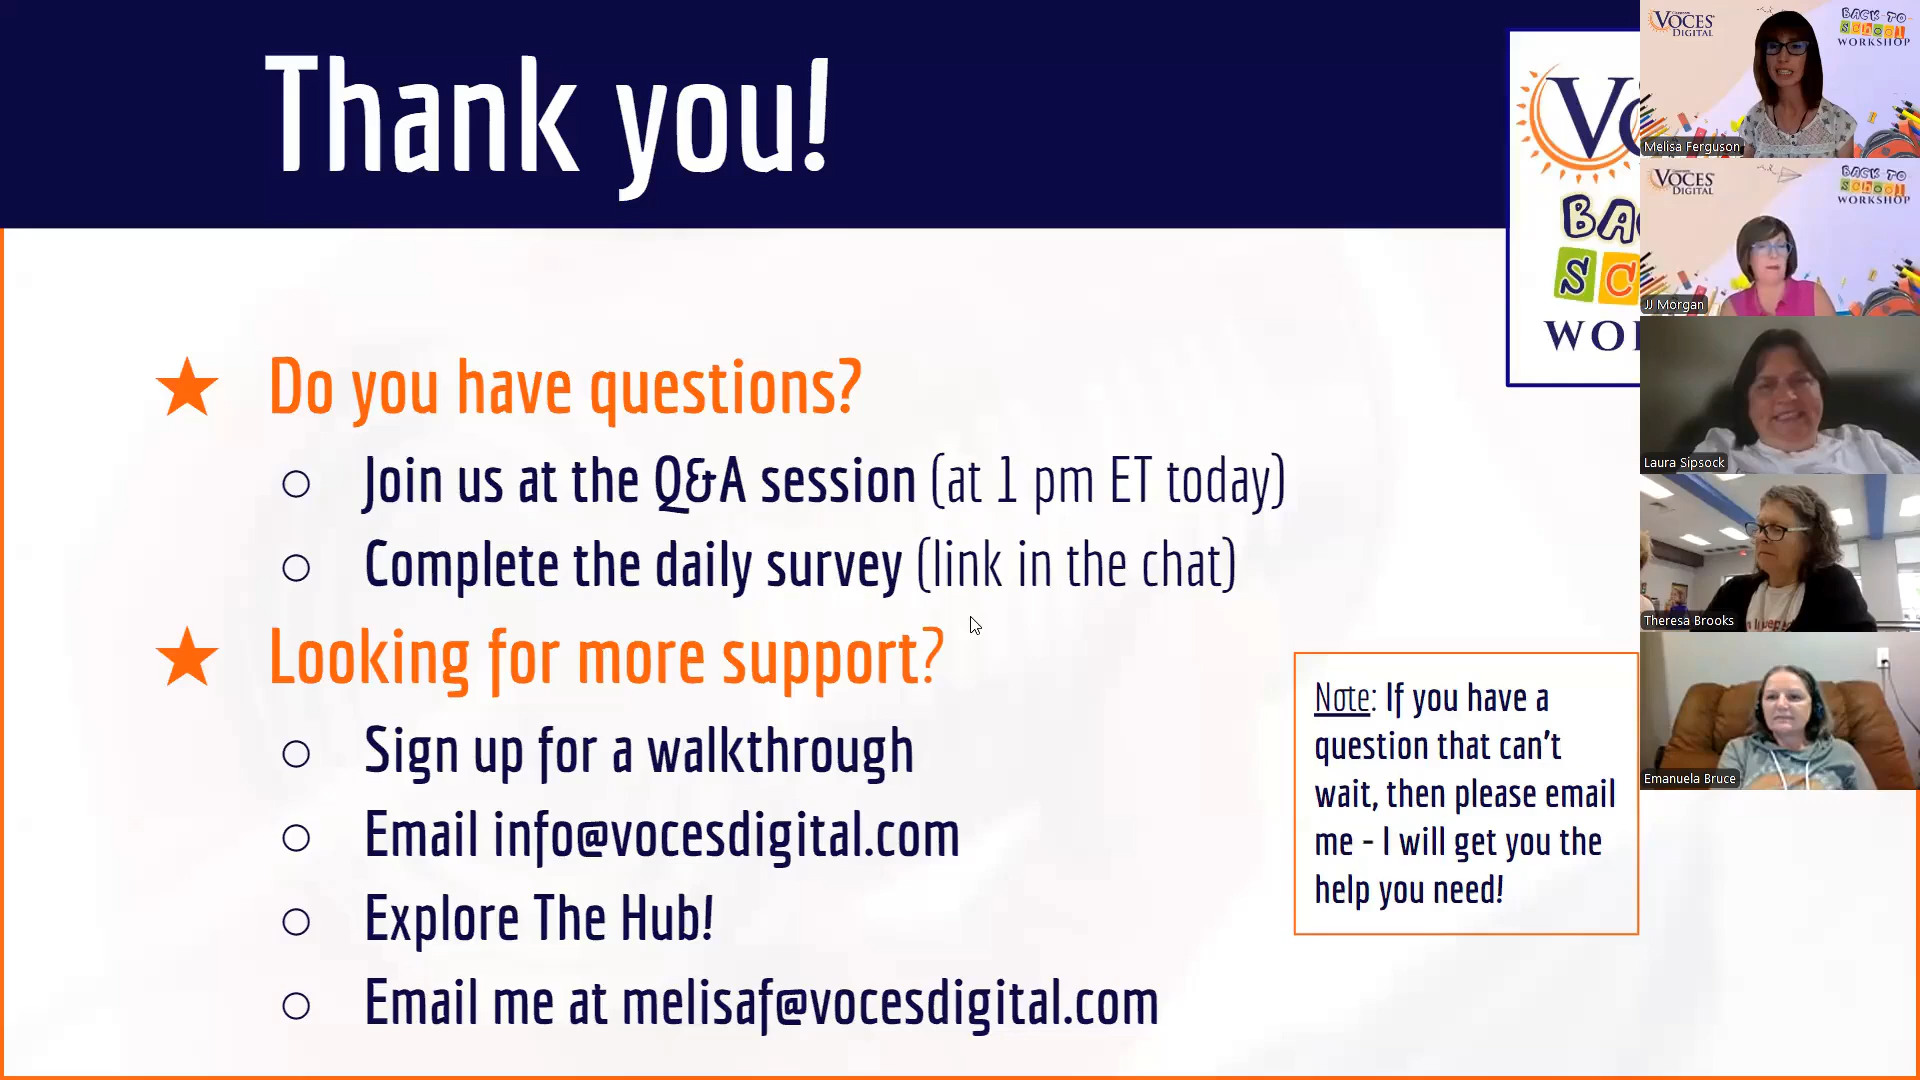 Thank you!
Do you have questions?
Join us at the Q&A session (at 1 pm ET today)
Complete the daily survey (link in the chat)
Looking for more support?
Sign up for a walkthrough
Email info@vocesdigital.com
Explore The Hub!
Email me at melisaf@vocesdigital.com
Note: If you have a
question that can't
wait, then please email
me - I will get you the
help you need!
Vo
BA
SC
WO
VOCES
DIGITAL
BACK TO
SCHOOL
WORKSHOP
Melisa Ferguson
VOCES
DIGITAL
BACK TO
SCHOOL
WORKSHOP
JJ Morgan
Laura Sipsock
Theresa Brooks
Emanuela Bruce